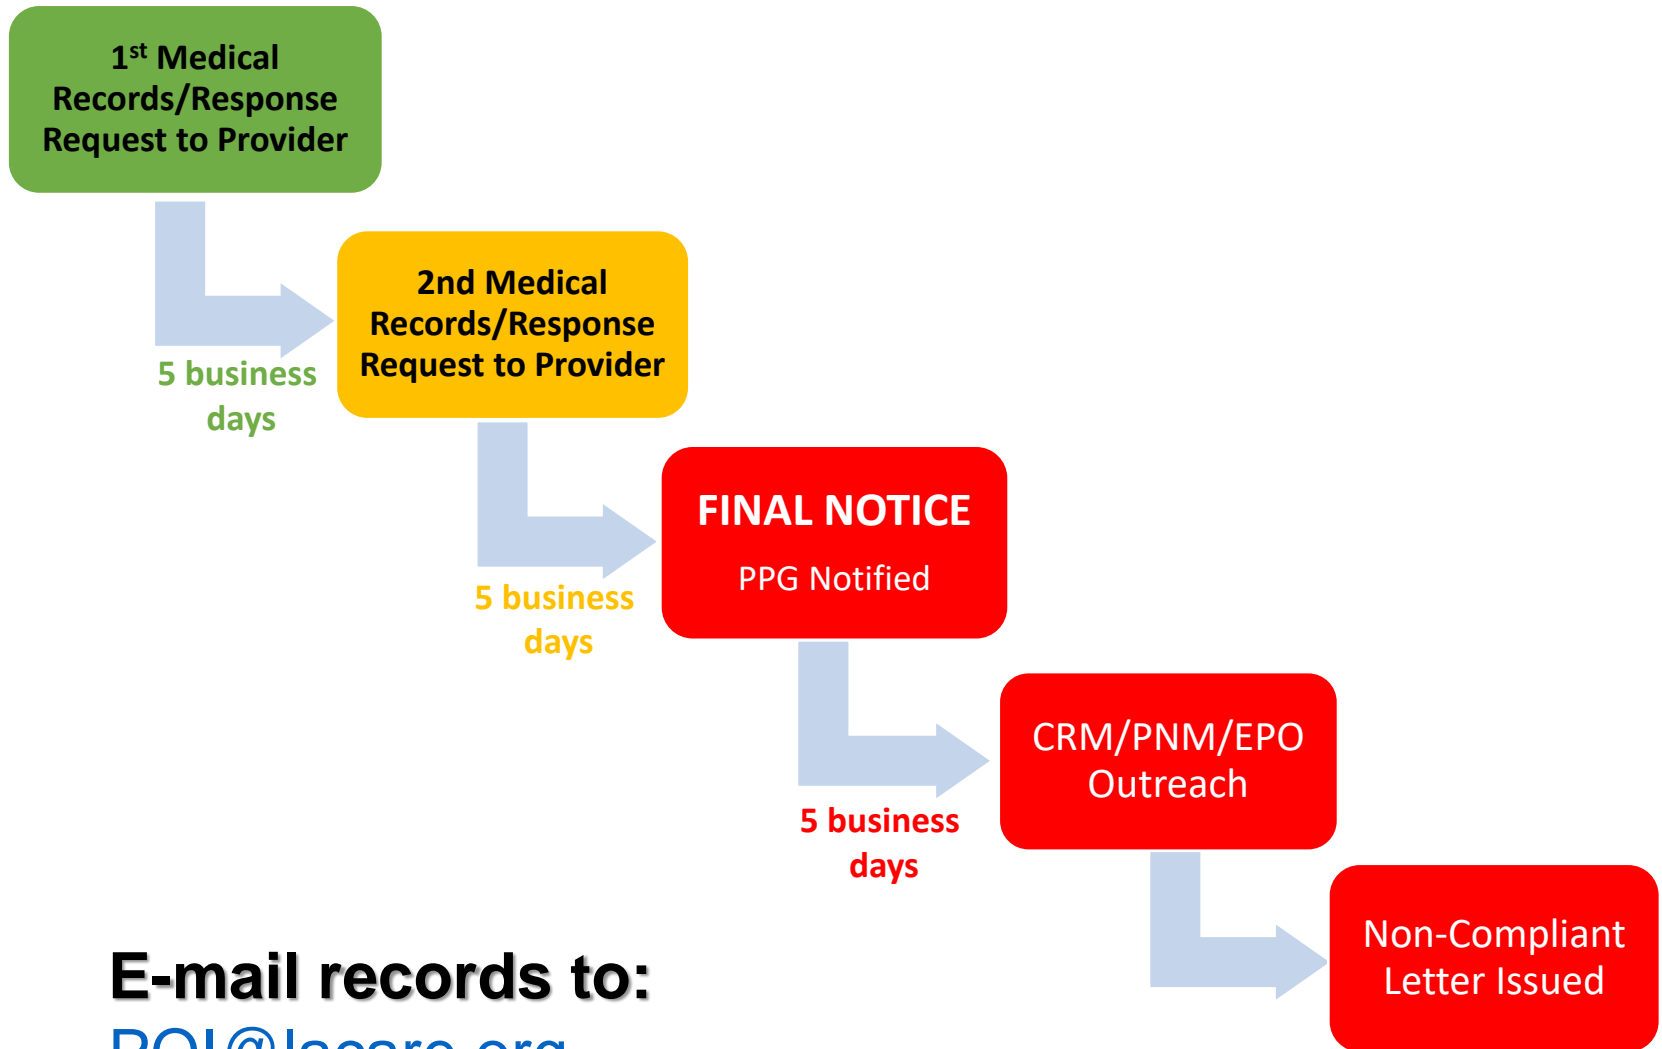 1st Medical
Records/Response
Request to Provider
5 business
days
2nd Medical
Records/Response
Request to Provider
5 business
days
FINAL NOTICE
PPG Notified
5 business
days
CRM/PNM/EPO
Outreach
Non-Compliant
Letter Issued
E-mail records to: